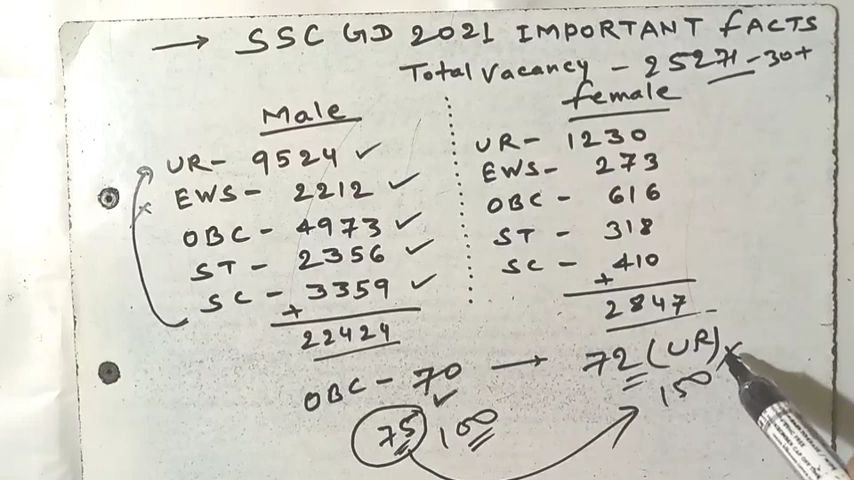 → SSC GD 2021 IMPORTANT FACTS
Total Vacancy - 25271 - 30+
Male
UR- 9524 ✓
EWS- 2212 ✓
OBC- 4973 ✓
ST - 2356 ✓
SC - 3359 ✓
+
22424
female
UR- 1230
EWS- 273
OBC - 616
ST - 318
SC - 410
+
2847 -
OBC - 70 → 72 (UR)
75 100 150